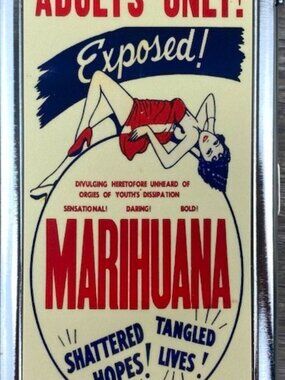 ADULTS ONLY!
Exposed!
DIVULGING HERETOFORE UNHEARD OF
ORGIES OF YOUTH'S DISSIPATION
SENSATIONAL! DARING! BOLD!
MARIHUANA
SHATTERED HOPES!
TANGLED LIVES!